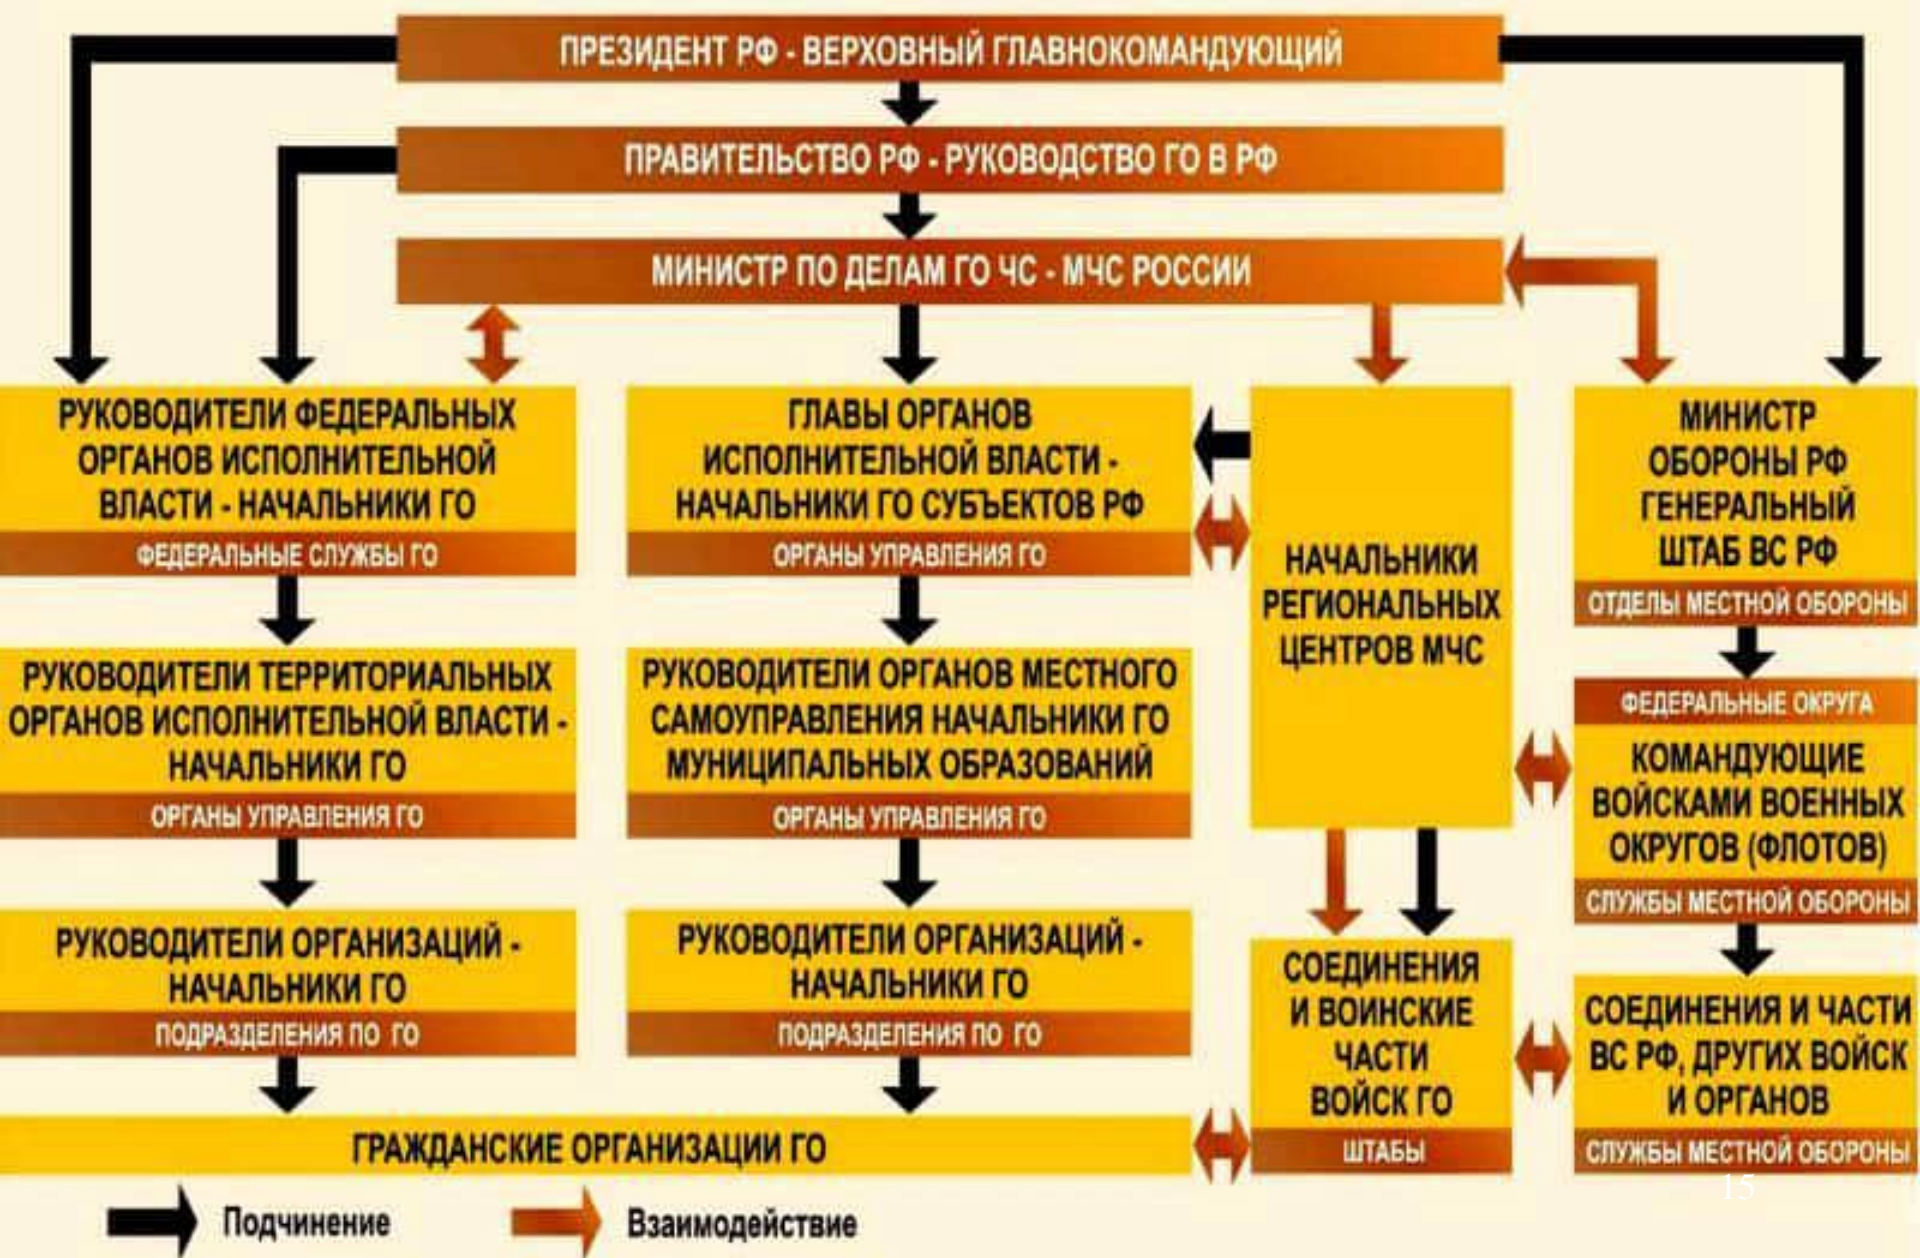 ПРЕЗИДЕНТ РФ - ВЕРХОВНЫЙ ГЛАВНОКОМАНДУЮЩИЙ
ПРАВИТЕЛЬСТВО РФ - РУКОВОДСТВО ГО В РФ
МИНИСТР ПО ДЕЛАМ ГО ЧС - МЧС РОССИИ
РУКОВОДИТЕЛИ ФЕДЕРАЛЬНЫХ
ОРГАНОВ ИСПОЛНИТЕЛЬНОЙ
ВЛАСТИ - НАЧАЛЬНИКИ ГО
ФЕДЕРАЛЬНЫЕ СЛУЖБЫ ГО
РУКОВОДИТЕЛИ ТЕРРИТОРИАЛЬНЫХ
ОРГАНОВ ИСПОЛНИТЕЛЬНОЙ ВЛАСТИ -
НАЧАЛЬНИКИ ГО
ОРГАНЫ УПРАВЛЕНИЯ ГО
РУКОВОДИТЕЛИ ОРГАНИЗАЦИЙ -
НАЧАЛЬНИКИ ГО
ПОДРАЗДЕЛЕНИЯ ПО ГО
ГЛАВЫ ОРГАНОВ
ИСПОЛНИТЕЛЬНОЙ ВЛАСТИ -
НАЧАЛЬНИКИ ГО СУБЪЕКТОВ РФ
ОРГАНЫ УПРАВЛЕНИЯ ГО
РУКОВОДИТЕЛИ ОРГАНОВ МЕСТНОГО
САМОУПРАВЛЕНИЯ НАЧАЛЬНИКИ ГО
МУНИЦИПАЛЬНЫХ ОБРАЗОВАНИЙ
ОРГАНЫ УПРАВЛЕНИЯ ГО
РУКОВОДИТЕЛИ ОРГАНИЗАЦИЙ -
НАЧАЛЬНИКИ ГО
ПОДРАЗДЕЛЕНИЯ ПО ГО
ГРАЖДАНСКИЕ ОРГАНИЗАЦИИ ГО
НАЧАЛЬНИКИ
РЕГИОНАЛЬНЫХ
ЦЕНТРОВ МЧС
СОЕДИНЕНИЯ
И ВОИНСКИЕ
ЧАСТИ
ВОЙСК ГО
ШТАБЫ
МИНИСТР
ОБОРОНЫ РФ
ГЕНЕРАЛЬНЫЙ
ШТАБ ВС РФ
ОТДЕЛЫ МЕСТНОЙ ОБОРОНЫ
ФЕДЕРАЛЬНЫЕ ОКРУГА
КОМАНДУЮЩИЕ
ВОЙСКАМИ ВОЕННЫХ
ОКРУГОВ (ФЛОТОВ)
СЛУЖБЫ МЕСТНОЙ ОБОРОНЫ
СОЕДИНЕНИЯ И ЧАСТИ
ВС РФ, ДРУГИХ ВОЙСК
И ОРГАНОВ
СЛУЖБЫ МЕСТНОЙ ОБОРОНЫ
15
Подчинение
Взаимодействие